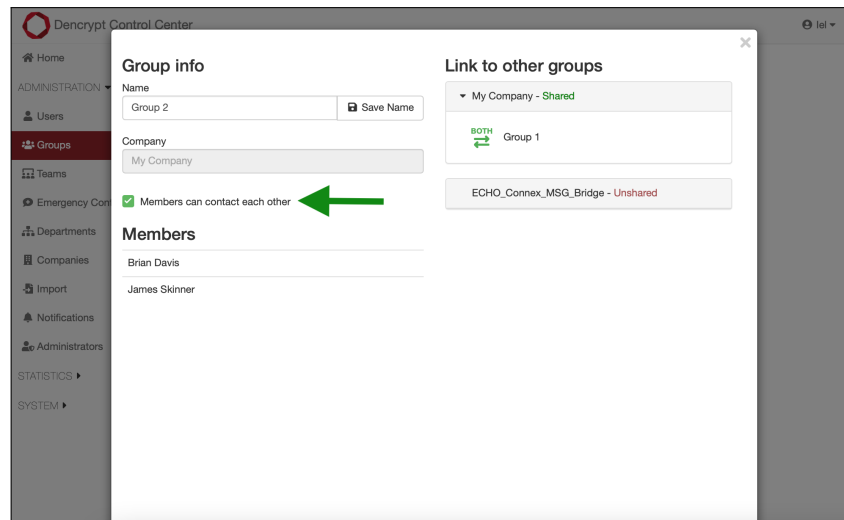 Dencrypt Control Center
lel
Home
ADMINISTRATION
Users
Groups
Teams
Emergency Con
Departments
Companies
Import
Notifications
Administrators
STATISTICS
SYSTEM
×
Group info
Name
Group 2
Save Name
Company
My Company
Members can contact each other
Members
Brian Davis
James Skinner
Link to other groups
My Company - Shared
BOTH
Group 1
ECHO_Connex_MSG_Bridge - Unshared